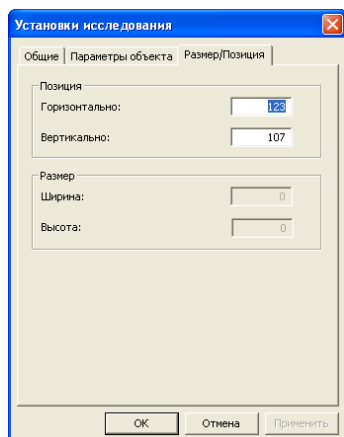 Установки исследования
Общие Параметры объекта Размер/Позиция
Позиция
Горизонтально: 123
Вертикально: 107
Размер
Ширина: 0
Высота: 0
OK Отмена Применить